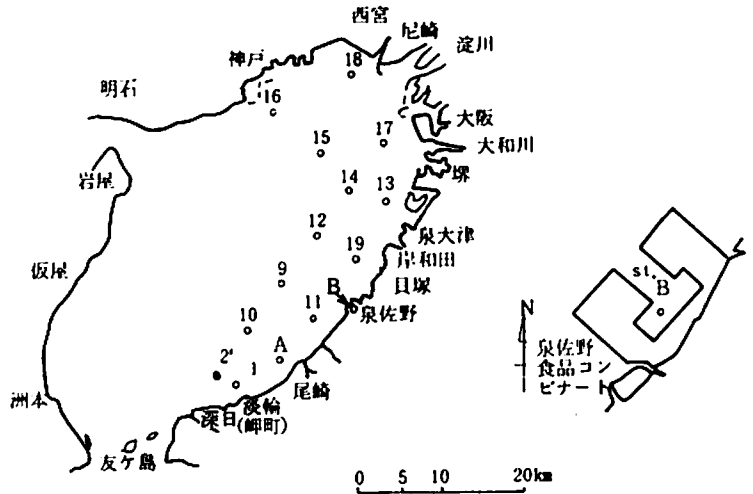 西宮
尼崎
淀川
神戸
18
明石
16
大阪
17
大和川
15
堺
岩屋
14
13
泉大津
12
19
岸和田
仮屋
貝塚
9
B
泉佐野
st. B
10
11
N
A
泉佐野
食品コン
ビナート
2'
1
尾崎
洲本
深日
淡輪
(岬町)
友ケ島
0 5 10 20km